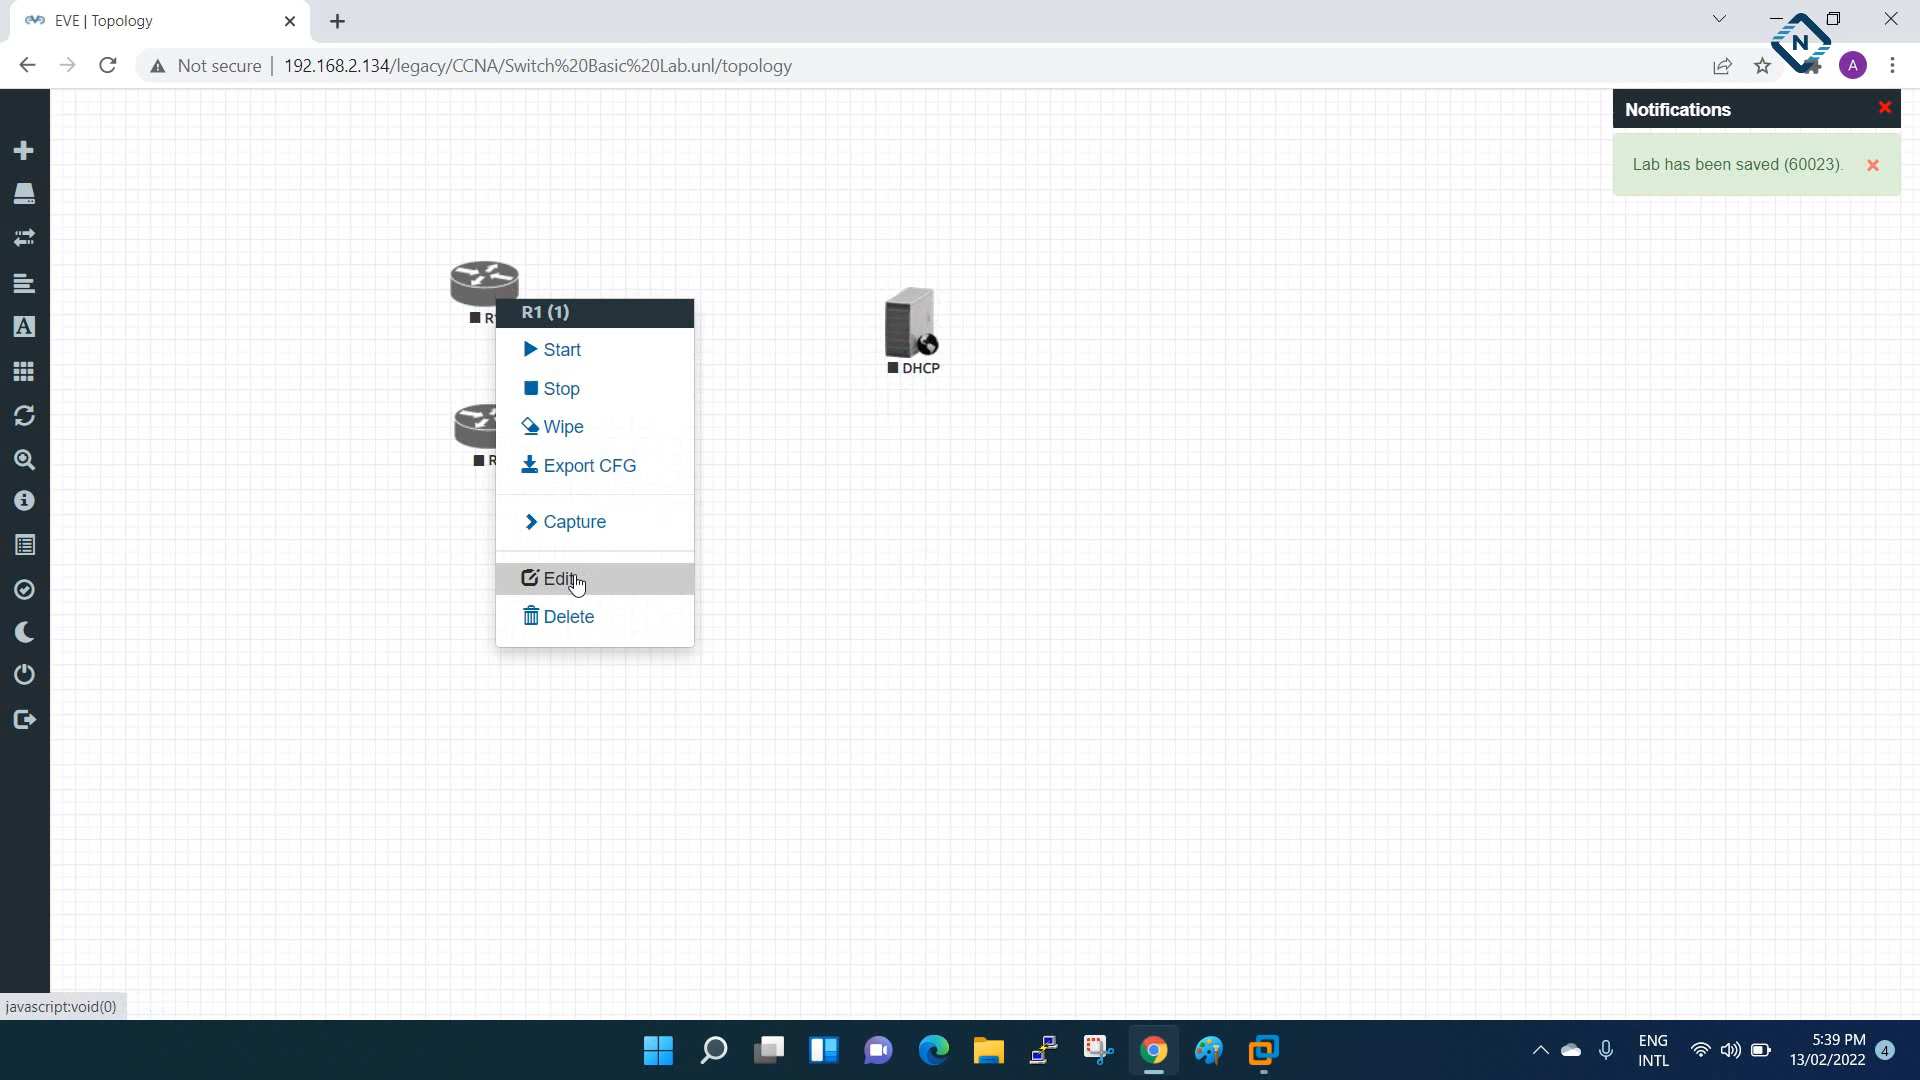 EVE | Topology
Not secure
192.168.2.134/legacy/CCNA/Switch%20Basic%20Lab.unl/topology
N
A
Notifications
Lab has been saved (60023).
R1 (1)
Start
Stop
Wipe
Export CFG
Capture
Edit
Delete
R
DHCP
A
javascript:void(0)
ENG
INTL
5:39 PM
13/02/2022
4